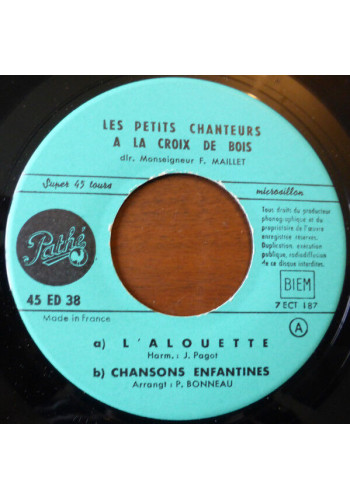 LES PETITS CHANTEURS
A LA CROIX DE BOIS
dir. Monseigneur F. MAILLET
Super 45 tours
microsillon
Pathé
Tous droits du producteur
phonographique et du
propriétaire de l'œuvre
enregistrée réservés.
Duplication, exécution
publique, radiodiffusion
de ce disque interdites.
BIEM
45 ED 38
7 ECT 187
Made in France
A
a) L'ALOUETTE
Harm. : J. Pagot
b) CHANSONS ENFANTINES
Arrangt : P. BONNEAU